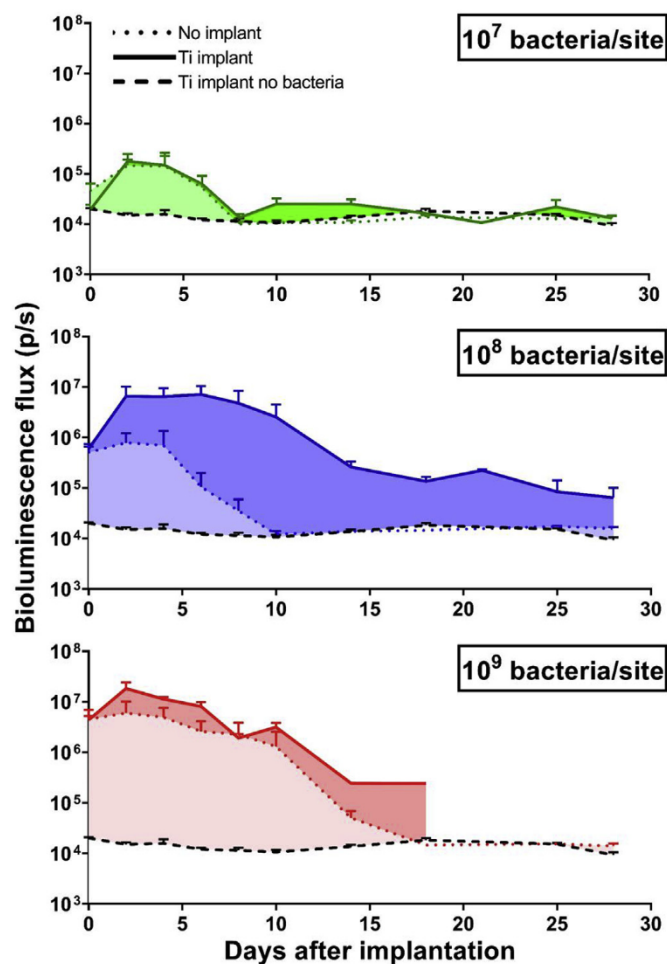 No implant
Ti implant
Ti implant no bacteria
10⁷ bacteria/site
10⁸
10⁷
10⁶
10⁵
10⁴
10³
0 5 10 15 20 25 30
10⁸ bacteria/site
10⁸
10⁷
10⁶
10⁵
10⁴
10³
0 5 10 15 20 25 30
Bioluminescence flux (p/s)
10⁹ bacteria/site
10⁸
10⁷
10⁶
10⁵
10⁴
10³
0 5 10 15 20 25 30
Days after implantation